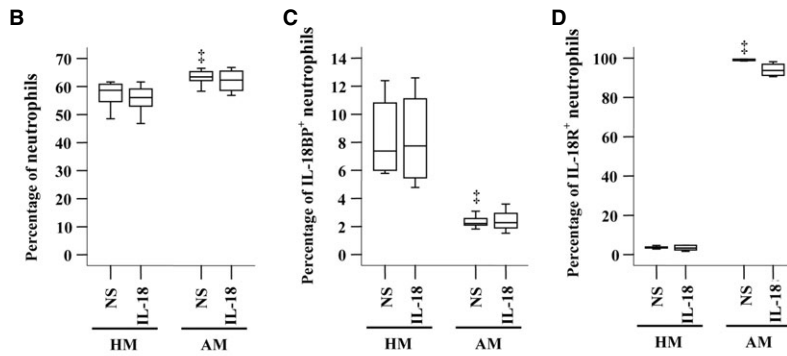 B
Percentage of neutrophils
70
60
50
40
30
20
10
0
‡
NS
IL-18
NS
IL-18
HM
AM
C
Percentage of IL-18BP+ neutrophils
14
12
10
8
6
4
2
0
‡
NS
IL-18
NS
IL-18
HM
AM
D
Percentage of IL-18R+ neutrophils
100
80
60
40
20
0
‡
NS
IL-18
NS
IL-18
HM
AM